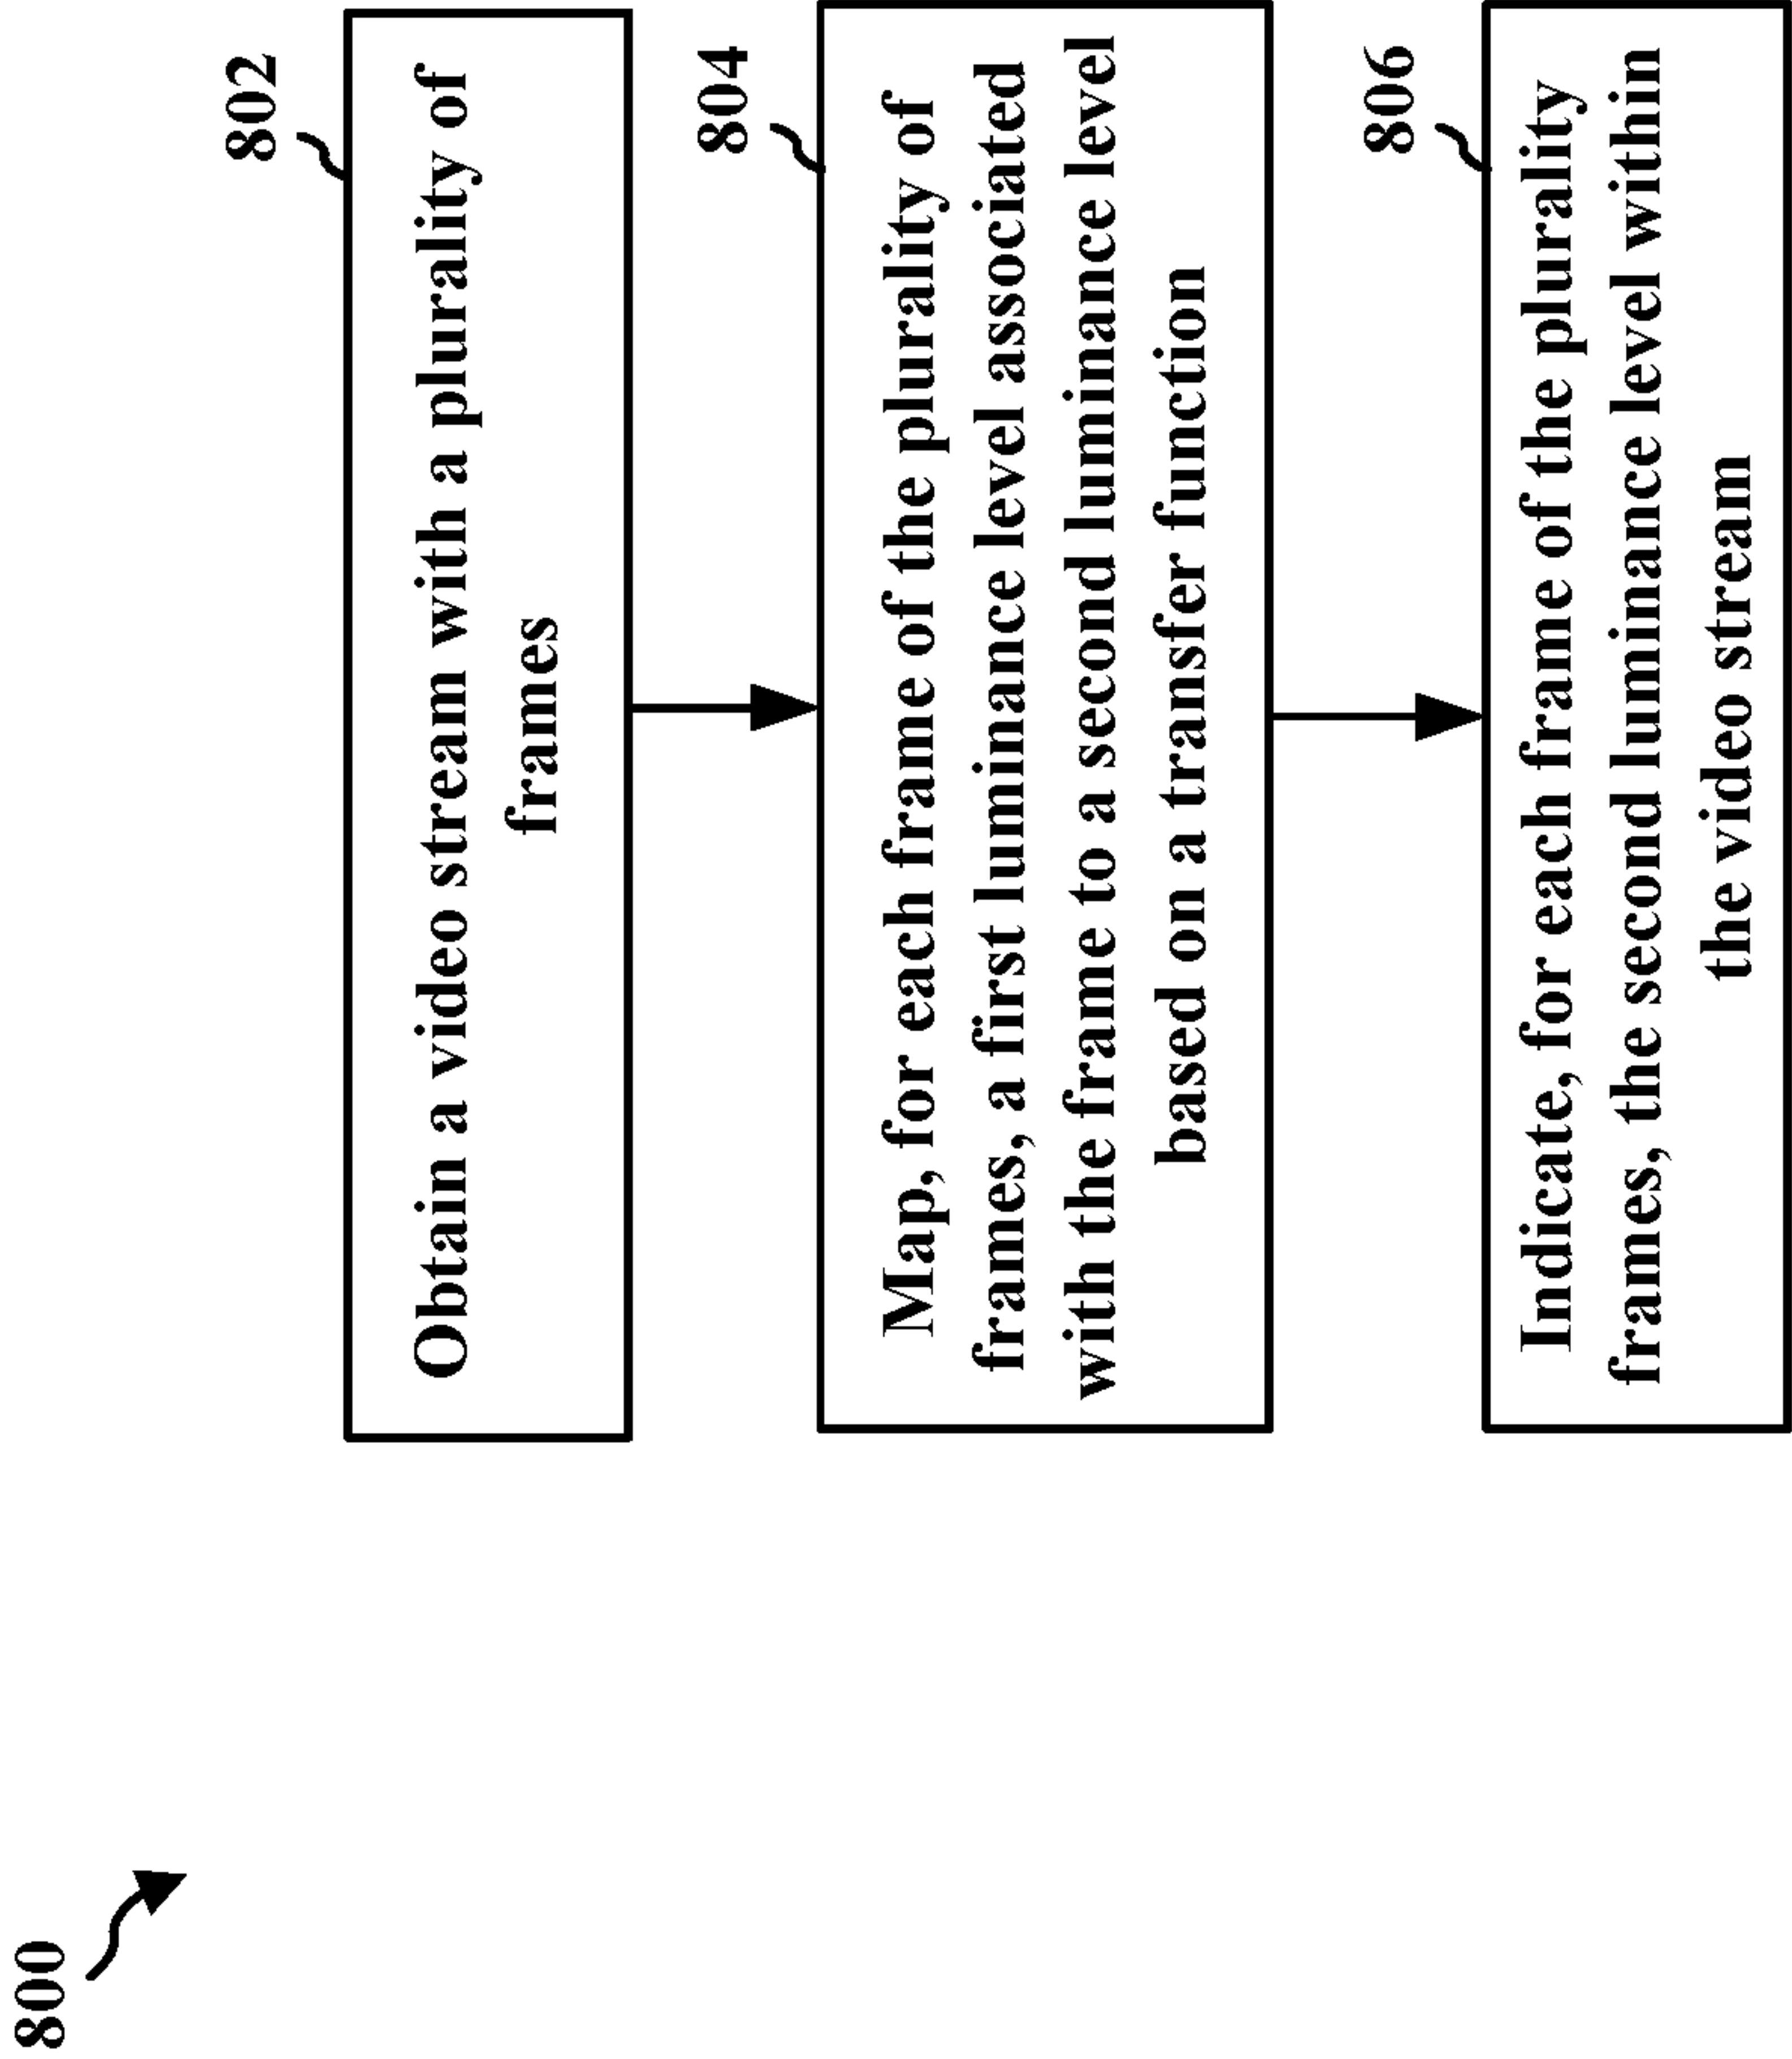 800
802
Obtain a video stream with a plurality of
frames
804
Map, for each frame of the plurality of
frames, a first luminance level associated
with the frame to a second luminance level
based on a transfer function
806
Indicate, for each frame of the plurality
frames, the second luminance level within
the video stream